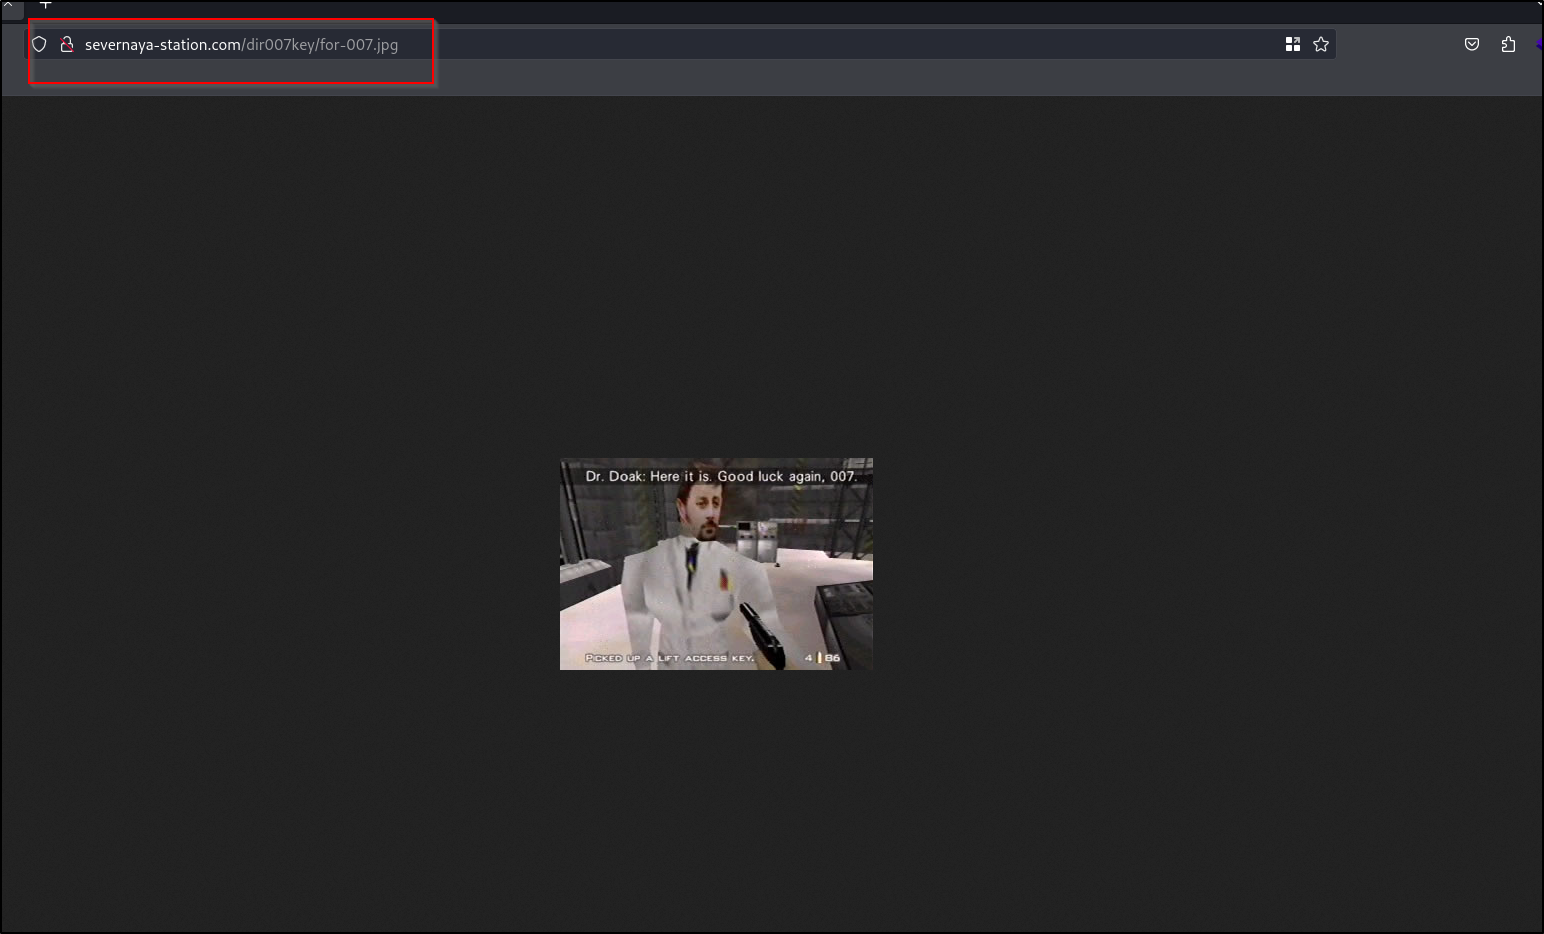 severnaya-station.com/dir007key/for-007.jpg
Dr. Doak: Here it is. Good luck again, 007.
PICKED UP A LIFT ACCESS KEY.
4 86